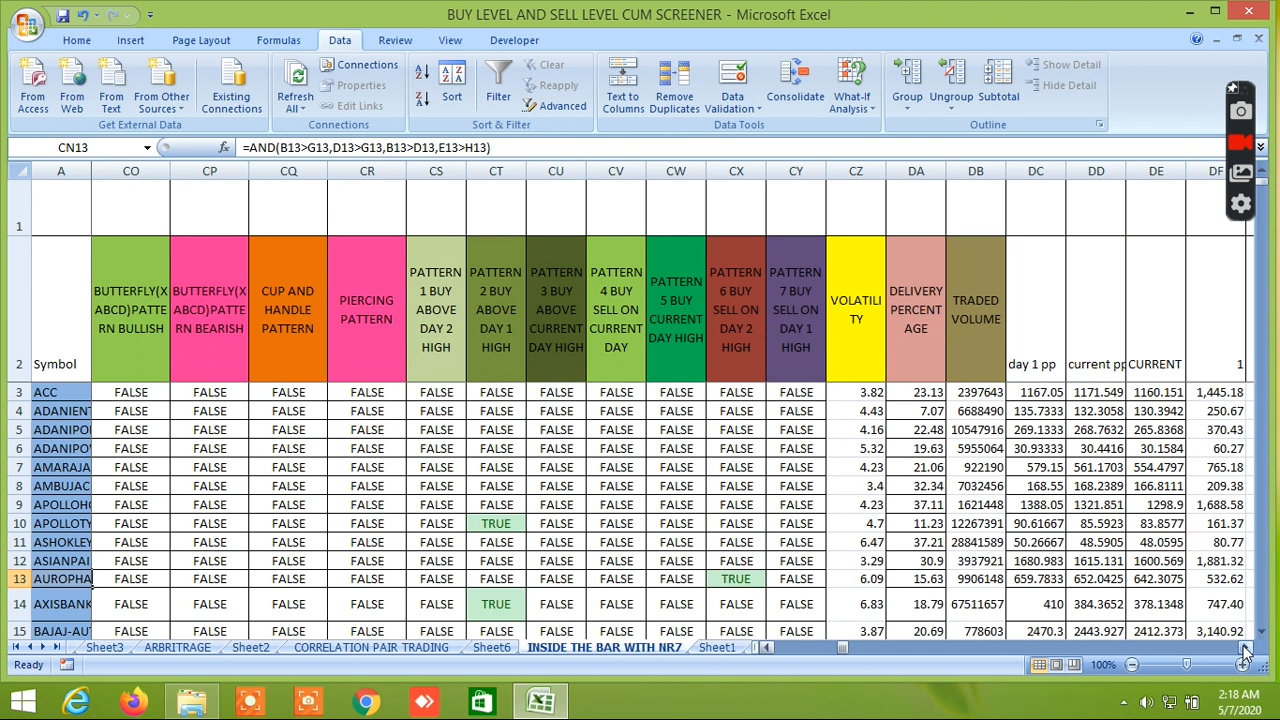 BUY LEVEL AND SELL LEVEL CUM SCREENER - Microsoft Excel
Home Insert Page Layout Formulas Data Review View Developer
From Access
From Web
From Text
From Other Sources
Existing Connections
Get External Data
Refresh All
Connections
Properties
Edit Links
Connections
Sort
Filter
Clear
Reapply
Advanced
Sort & Filter
Text to Columns
Remove Duplicates
Data Validation
Consolidate
What-If Analysis
Data Tools
Group
Ungroup
Subtotal
Show Detail
Hide Detail
Outline
CN13 fx =AND(B13>G13,D13>G13,B13>D13,E13>H13)
A CO CP CQ CR CS CT CU CV CW CX CY CZ DA DB DC DD DE DF
1
2 Symbol
BUTTERFLY(X ABCD)PATTE RN BULLISH
BUTTERFLY(X ABCD)PATTE RN BEARISH
CUP AND HANDLE PATTERN
PIERCING PATTERN
PATTERN 1 BUY ABOVE DAY 2 HIGH
PATTERN 2 BUY ABOVE DAY 1 HIGH
PATTERN 3 BUY ABOVE CURRENT DAY HIGH
PATTERN 4 BUY SELL ON CURRENT DAY
PATTERN 5 BUY CURRENT DAY HIGH
PATTERN 6 BUY SELL ON DAY 2 HIGH
PATTERN 7 BUY SELL ON DAY 1 HIGH
VOLATILI TY
DELIVERY PERCENT AGE
TRADED VOLUME
day 1 pp
current pp
CURRENT
1
3 ACC FALSE FALSE FALSE FALSE FALSE FALSE FALSE FALSE FALSE FALSE FALSE 3.82 23.13 2397643 1167.05 1171.549 1160.151 1,445.18
4 ADANIENT FALSE FALSE FALSE FALSE FALSE FALSE FALSE FALSE FALSE FALSE FALSE 4.43 7.07 6688490 135.7333 132.3058 130.3942 250.67
5 ADANIPO FALSE FALSE FALSE FALSE FALSE FALSE FALSE FALSE FALSE FALSE FALSE 4.16 22.48 10547916 269.1333 268.7632 265.8368 370.43
6 ADANIPO FALSE FALSE FALSE FALSE FALSE FALSE FALSE FALSE FALSE FALSE FALSE 5.32 19.63 5955064 30.93333 30.4416 30.1584 60.27
7 AMARAJA FALSE FALSE FALSE FALSE FALSE FALSE FALSE FALSE FALSE FALSE FALSE 4.23 21.06 922190 579.15 561.1703 554.4797 765.18
8 AMBUJAC FALSE FALSE FALSE FALSE FALSE FALSE FALSE FALSE FALSE FALSE FALSE 3.4 22.34 7032456 168.55 168.2389 166.8111 209.38
9 APOLLOHO FALSE FALSE FALSE FALSE FALSE FALSE FALSE FALSE FALSE FALSE FALSE 4.23 37.11 1621448 1388.05 1321.851 1298.9 1,688.58
10 APOLLOTY FALSE FALSE FALSE FALSE FALSE TRUE FALSE FALSE FALSE FALSE FALSE 4.7 11.23 12267391 90.61667 85.5923 83.8577 161.37
11 ASHOKLEY FALSE FALSE FALSE FALSE FALSE FALSE FALSE FALSE FALSE FALSE FALSE 6.47 37.21 28841589 50.26667 48.5905 48.0595 80.77
12 ASIANPAI FALSE FALSE FALSE FALSE FALSE FALSE FALSE FALSE FALSE FALSE FALSE 3.29 30.9 3937921 1680.983 1615.131 1600.569 1,881.32
13 AUROPHA FALSE FALSE FALSE FALSE FALSE FALSE FALSE FALSE FALSE TRUE FALSE 6.09 15.63 9906148 659.7833 652.0425 642.3075 532.62
14 AXISBANK FALSE FALSE FALSE FALSE FALSE TRUE FALSE FALSE FALSE FALSE FALSE 6.83 18.79 67511657 410 384.3652 378.1348 747.40
15 BAJAJ-AUT FALSE FALSE FALSE FALSE FALSE FALSE FALSE FALSE FALSE FALSE FALSE 3.87 20.69 778603 2470.3 2443.927 2412.373 3,140.92
Sheet3 ARBRITRAGE Sheet2 CORRELATION PAIR TRADING Sheet6 INSIDE THE BAR WITH NR7 Sheet1
Ready 100%
2:18 AM
5/7/2020